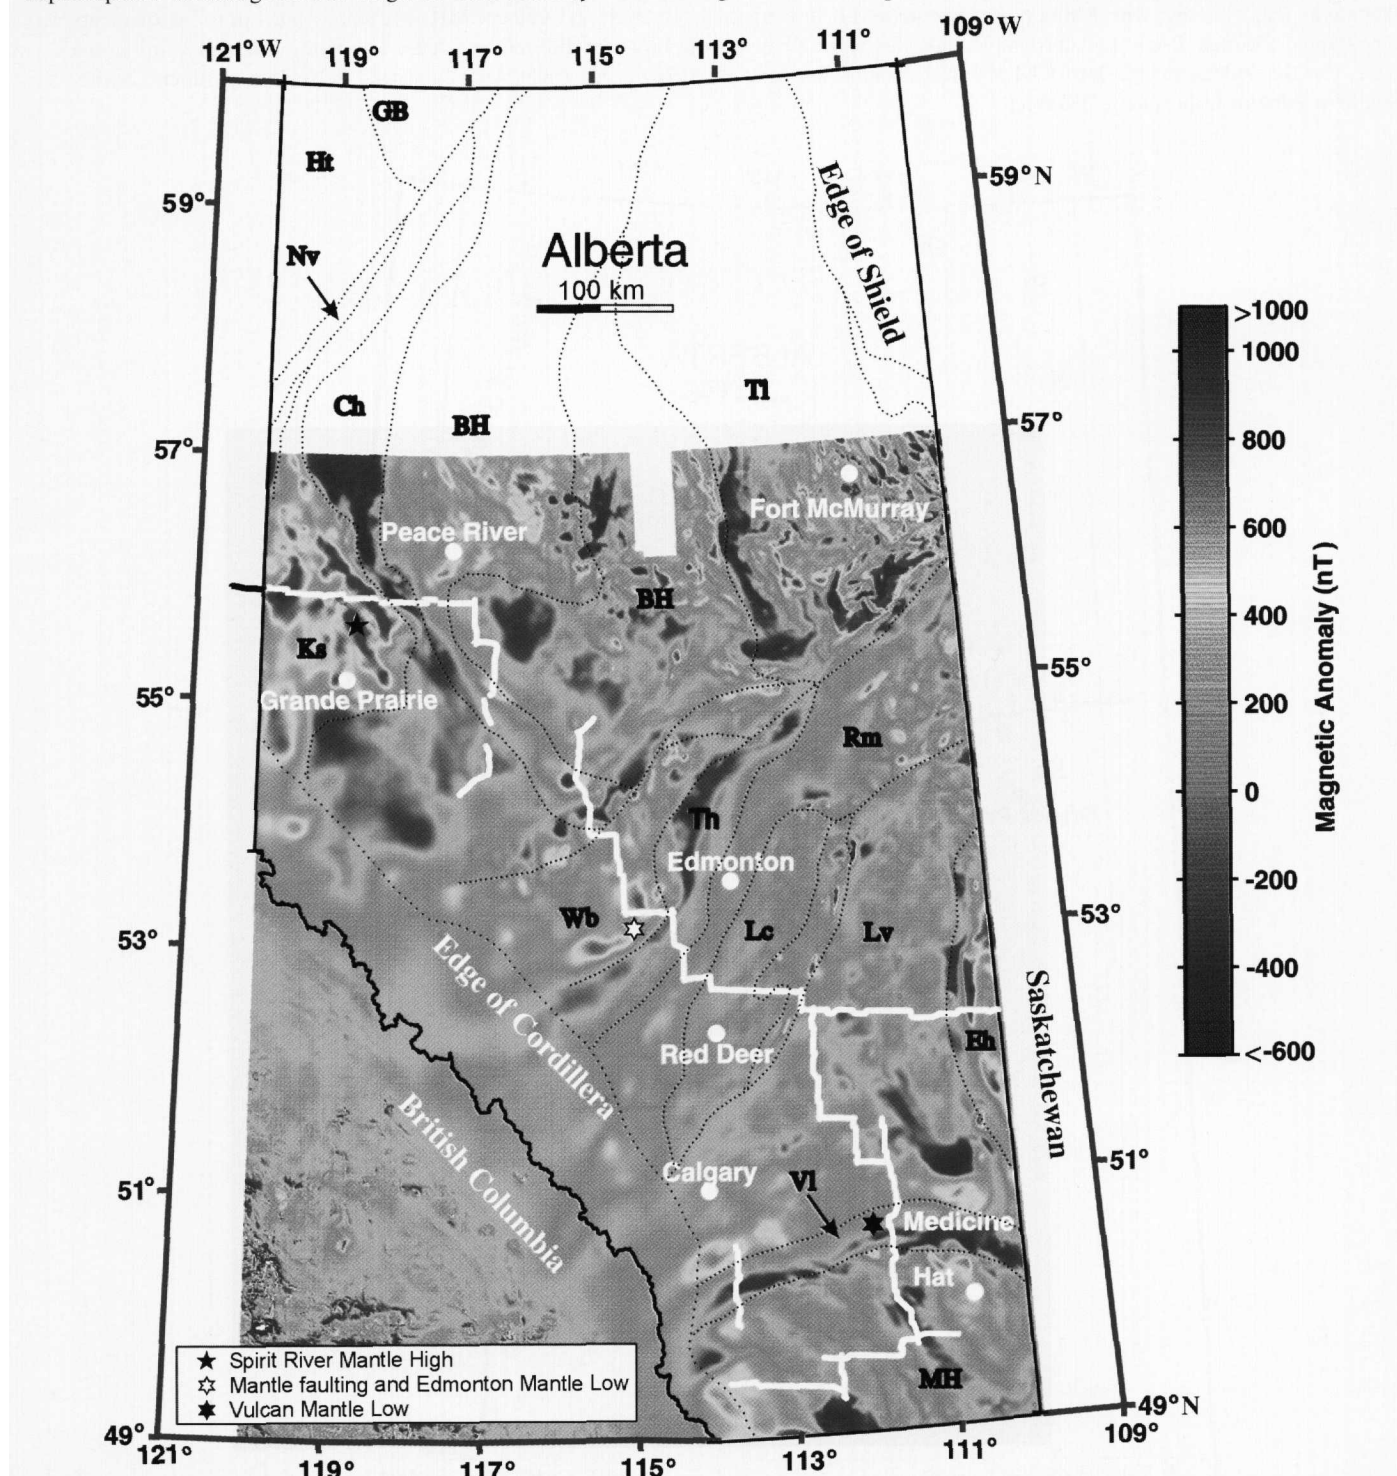 121°W
119°
117°
115°
113°
111°
109°W
GB
Ht
59°
Nv
Edge of Shield
59°N
Alberta
100 km
>1000
1000
Ch
BH
Tl
57°
57°
800
Peace River
Fort McMurray
600
BH
400
Ks
Grande Prairie
55°
55°
200
Rm
0
Magnetic Anomaly (nT)
Th
Edmonton
-200
Wb
Lc
Lv
53°
53°
-400
Edge of Cordillera
Red Deer
Eh
<-600
Saskatchewan
British Columbia
Calgary
Vl
51°
51°
Medicine
Hat
Spirit River Mantle High
Mantle faulting and Edmonton Mantle Low
Vulcan Mantle Low
MH
49°
49°N
121°
119°
117°
115°
113°
111°
109°